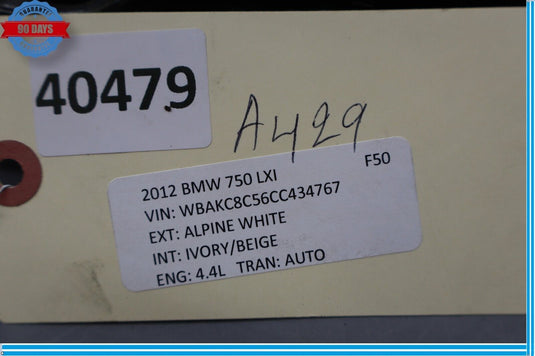 GUARANTEE
90 DAYS
40479
A429
2012 BMW 750 LXI F50
VIN: WBAKC8C56CC434767
EXT: ALPINE WHITE
INT: IVORY/BEIGE
ENG: 4.4L TRAN: AUTO